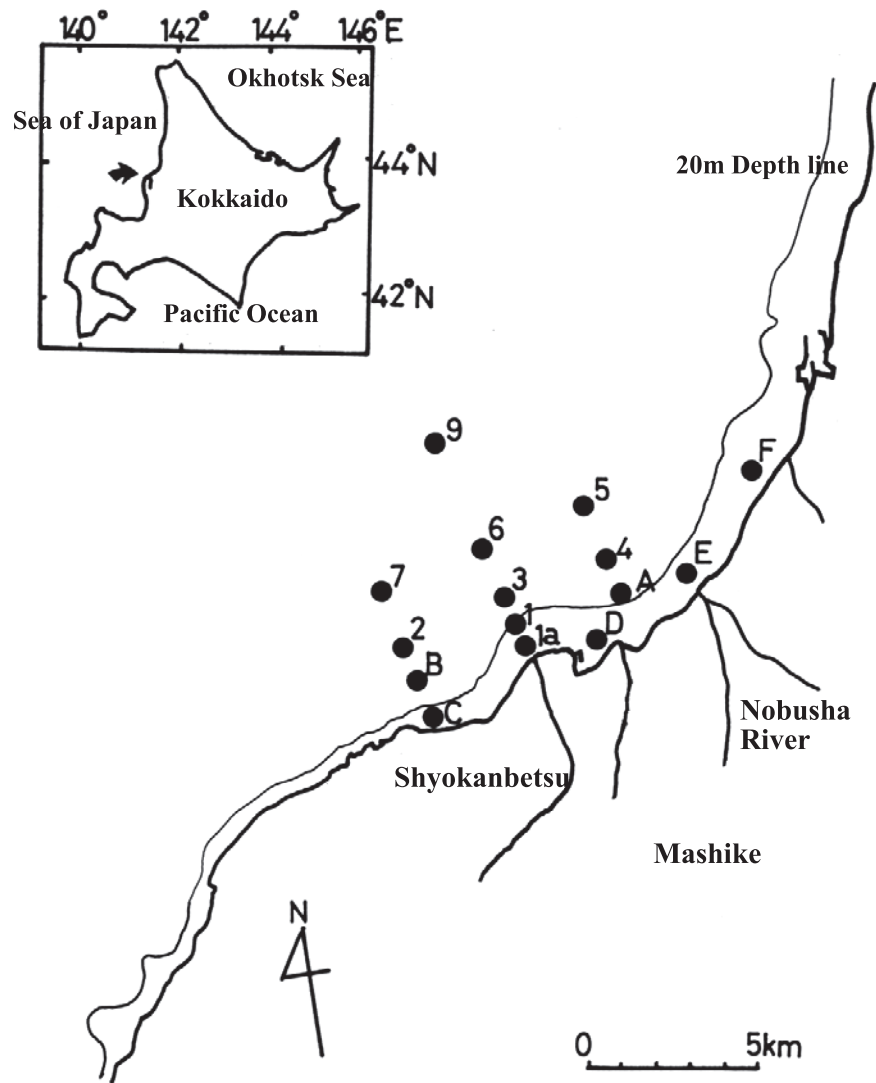 140° 142° 144° 146°E
Okhotsk Sea
Sea of Japan
44°N
Kokkaido
42°N
Pacific Ocean
20m Depth line
9
F
5
6
4
E
7
3
A
1
D
2
1a
B
C
Nobusha
River
Shyokanbetsu
Mashike
N
0 5km